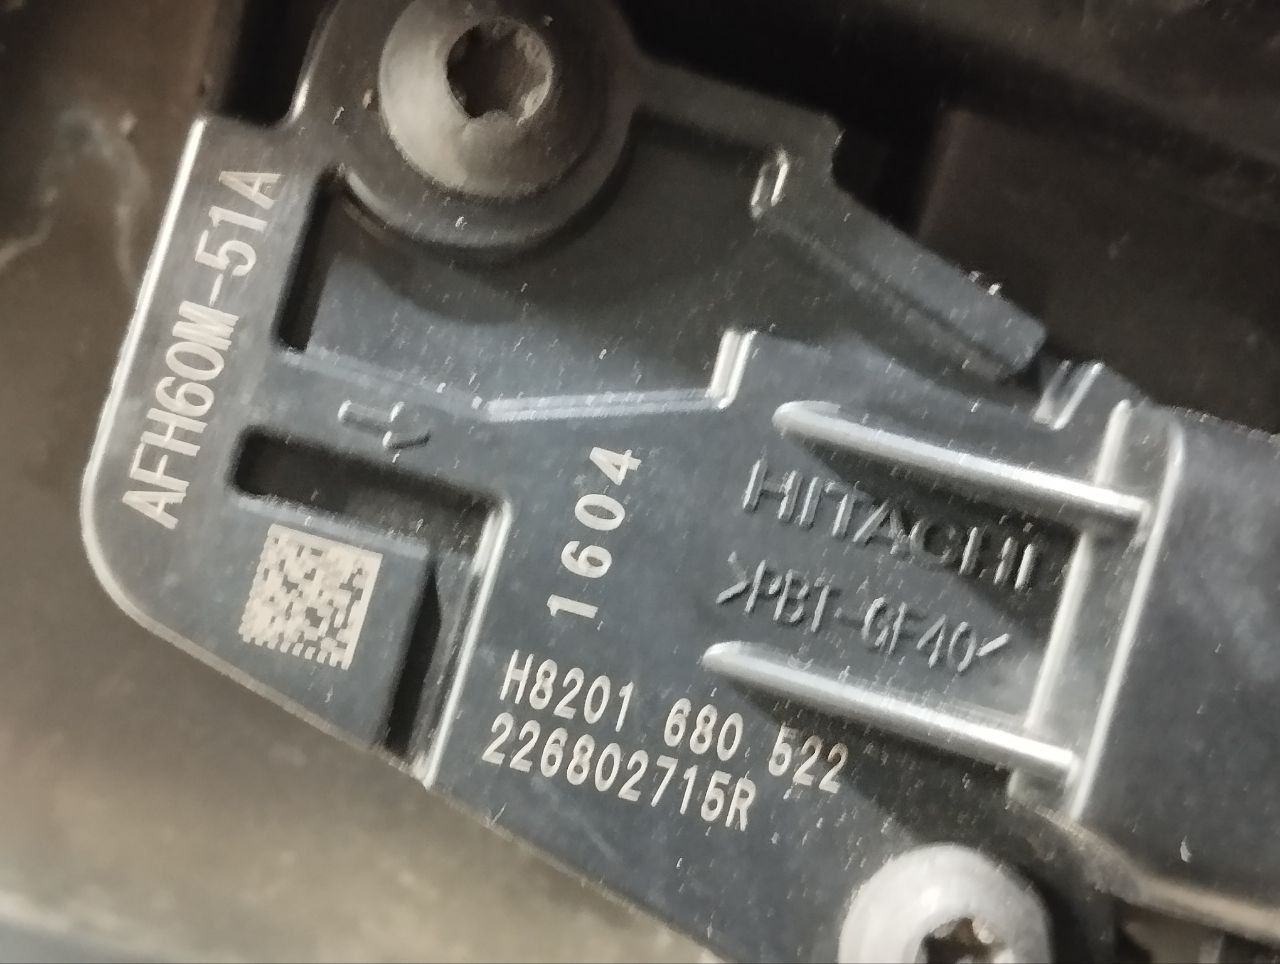 AFH60M-51A
1604
HITACHI
>PBT-GF40<
H8201 680 522
226802715R